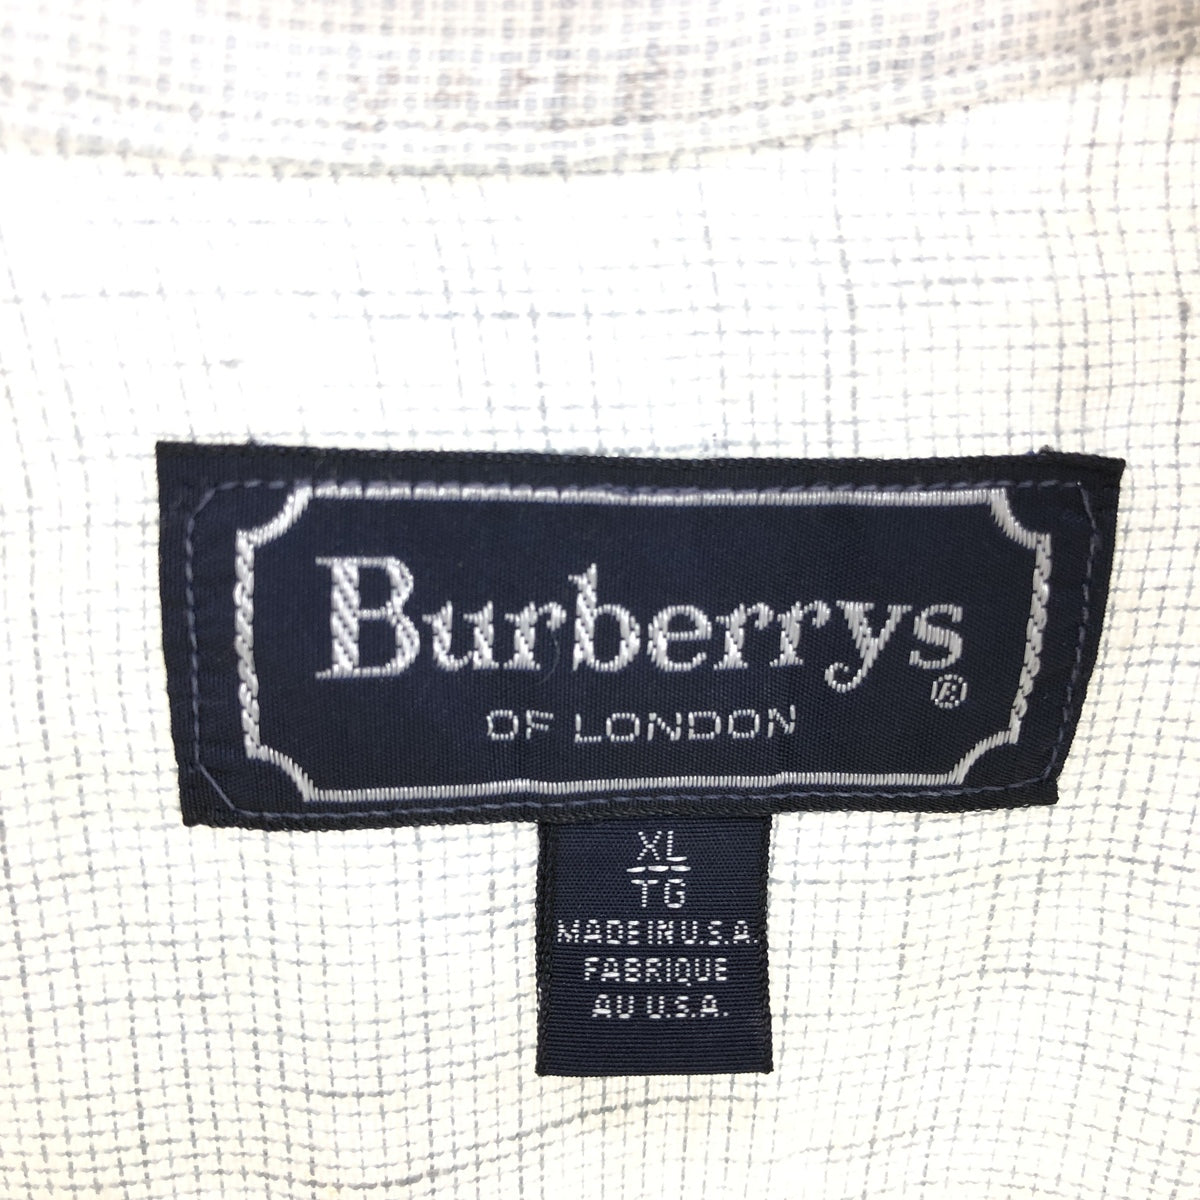 Burberrys®
OF LONDON
XL
TG
MADE IN U.S.A.
FABRIQUE
AU U.S.A.